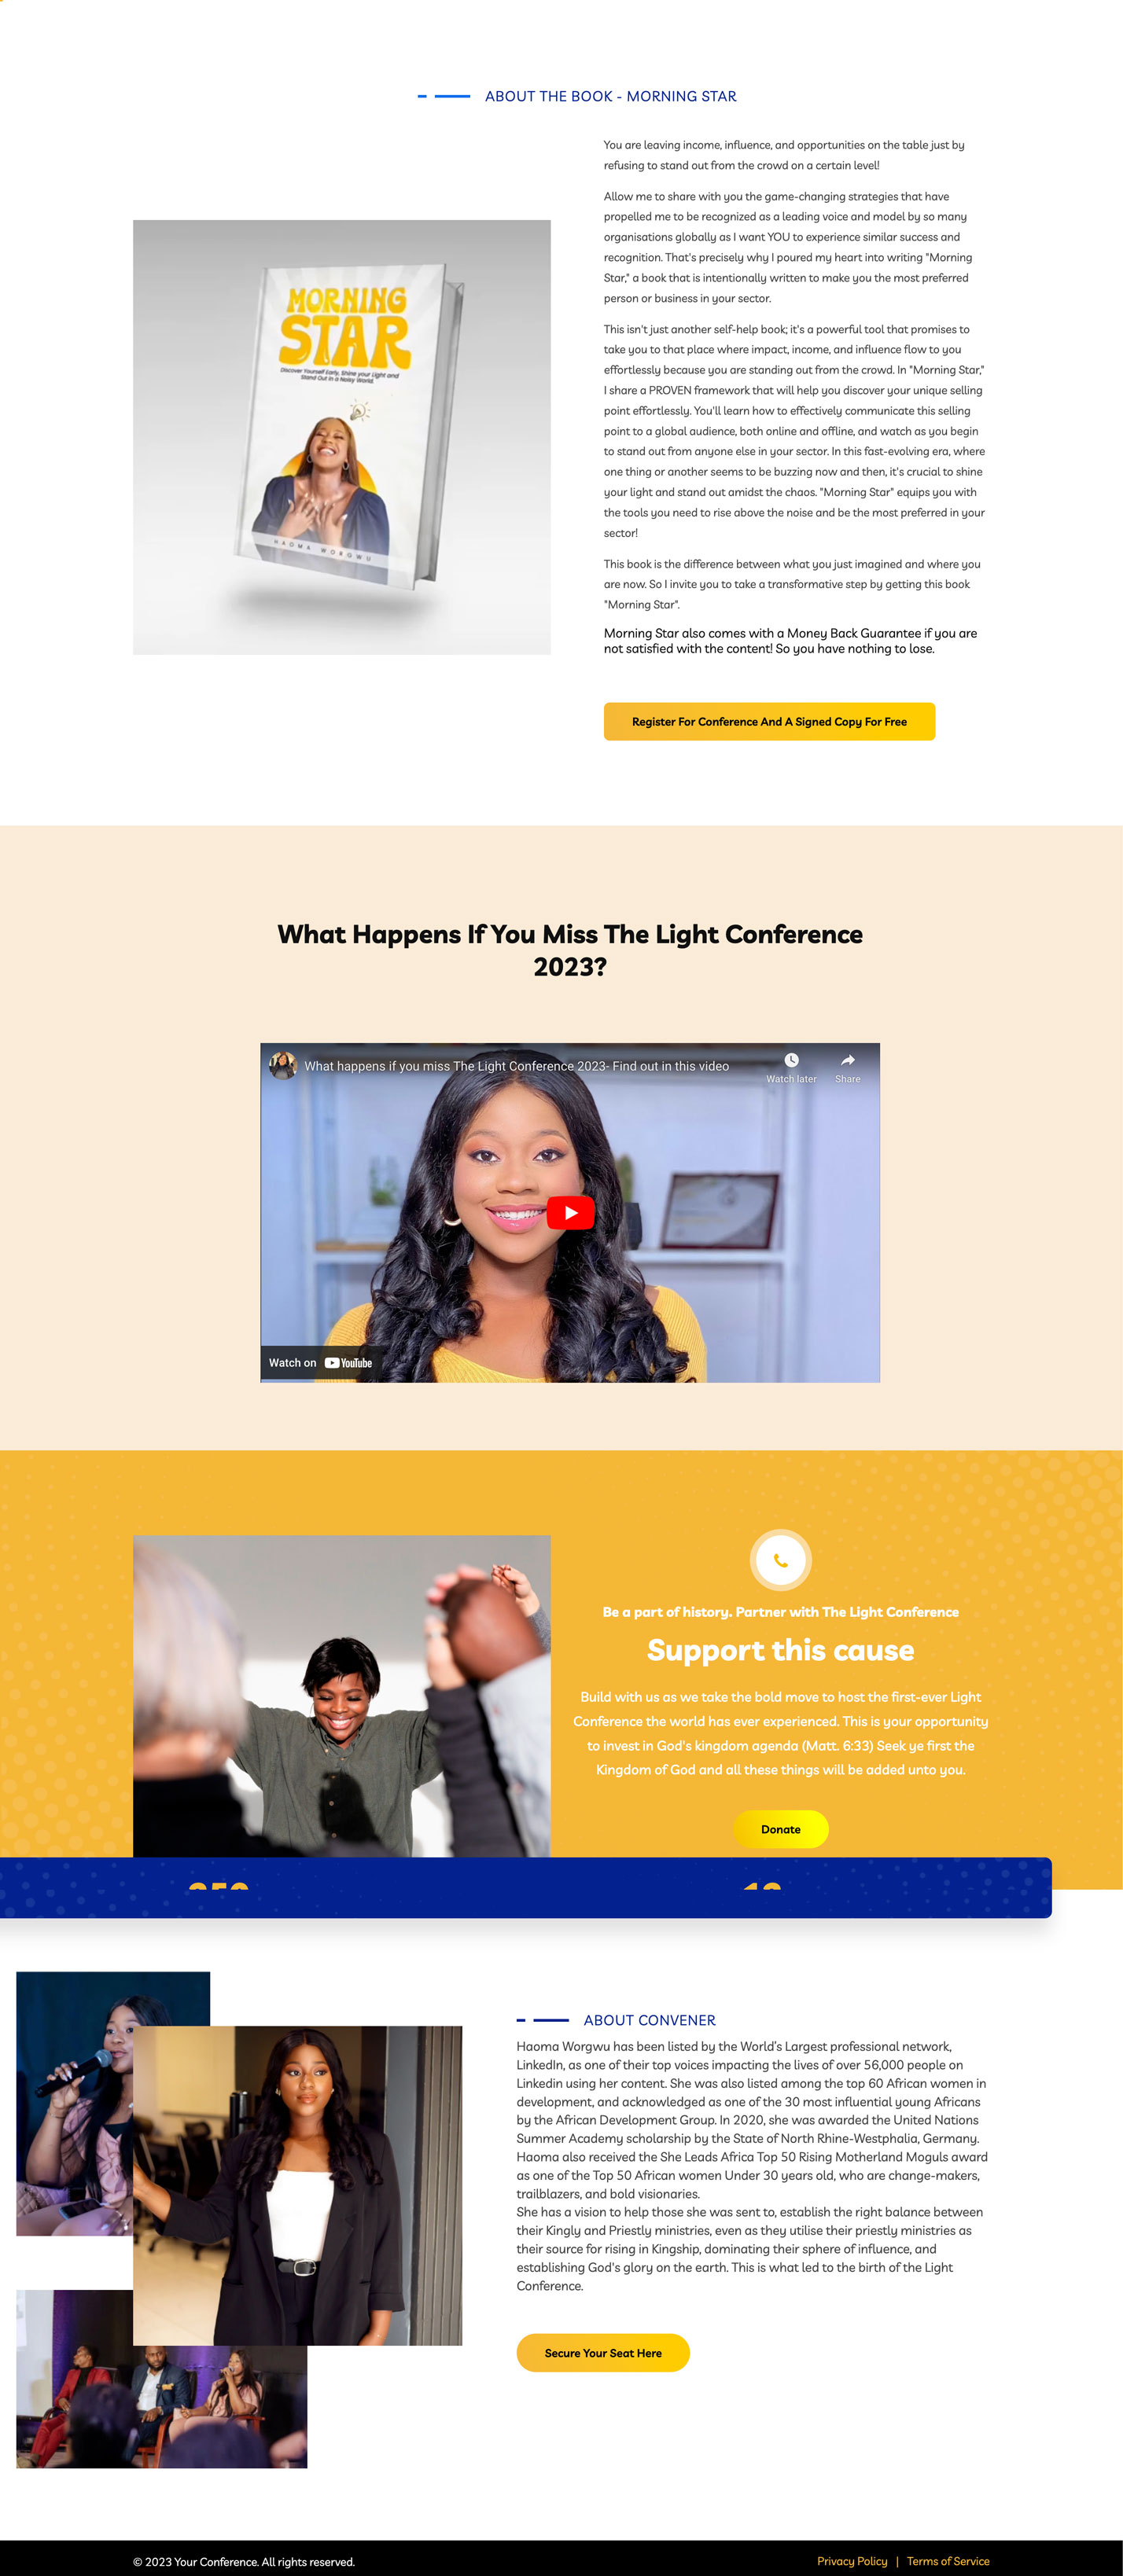 ABOUT THE BOOK - MORNING STAR
MORNING
STAR
Discover Yourself Early, Shine your Light and
Stand Out in a Noisy World.
HAOMA WORGWU
You are leaving income, influence, and opportunities on the table just by
refusing to stand out from the crowd on a certain level!
Allow me to share with you the game-changing strategies that have
propelled me to be recognized as a leading voice and model by so many
organisations globally as I want YOU to experience similar success and
recognition. That's precisely why I poured my heart into writing "Morning
Star," a book that is intentionally written to make you the most preferred
person or business in your sector.
This isn't just another self-help book; it's a powerful tool that promises to
take you to that place where impact, income, and influence flow to you
effortlessly because you are standing out from the crowd. In "Morning Star,"
I share a PROVEN framework that will help you discover your unique selling
point effortlessly. You'll learn how to effectively communicate this selling
point to a global audience, both online and offline, and watch as you begin
to stand out from anyone else in your sector. In this fast-evolving era, where
one thing or another seems to be buzzing now and then, it's crucial to shine
your light and stand out amidst the chaos. "Morning Star" equips you with
the tools you need to rise above the noise and be the most preferred in your
sector!
This book is the difference between what you just imagined and where you
are now. So I invite you to take a transformative step by getting this book
"Morning Star".
Morning Star also comes with a Money Back Guarantee if you are
not satisfied with the content! So you have nothing to lose.
Register For Conference And A Signed Copy For Free
What Happens If You Miss The Light Conference
2023?
What happens if you miss The Light Conference 2023- Find out in this video
Watch later
Share
Watch on YouTube
Be a part of history. Partner with The Light Conference
Support this cause
Build with us as we take the bold move to host the first-ever Light
Conference the world has ever experienced. This is your opportunity
to invest in God's kingdom agenda (Matt. 6:33) Seek ye first the
Kingdom of God and all these things will be added unto you.
Donate
ABOUT CONVENER
Haoma Worgwu has been listed by the World’s Largest professional network,
LinkedIn, as one of their top voices impacting the lives of over 56,000 people on
Linkedin using her content. She was also listed among the top 60 African women in
development, and acknowledged as one of the 30 most influential young Africans
by the African Development Group. In 2020, she was awarded the United Nations
Summer Academy scholarship by the State of North Rhine-Westphalia, Germany.
Haoma also received the She Leads Africa Top 50 Rising Motherland Moguls award
as one of the Top 50 African women Under 30 years old, who are change-makers,
trailblazers, and bold visionaries.
She has a vision to help those she was sent to, establish the right balance between
their Kingly and Priestly ministries, even as they utilise their priestly ministries as
their source for rising in Kingship, dominating their sphere of influence, and
establishing God's glory on the earth. This is what led to the birth of the Light
Conference.
Secure Your Seat Here
© 2023 Your Conference. All rights reserved.
Privacy Policy | Terms of Service